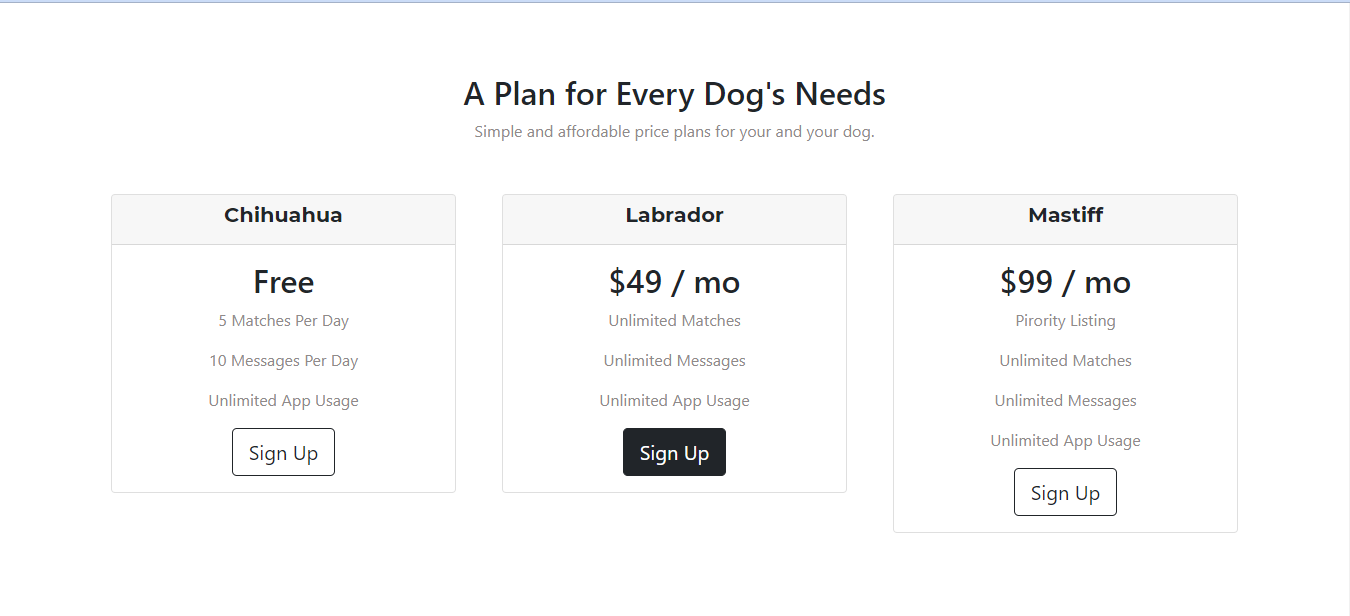 A Plan for Every Dog's Needs
Simple and affordable price plans for your and your dog.
Chihuahua
Free
5 Matches Per Day
10 Messages Per Day
Unlimited App Usage
Sign Up
Labrador
$49 / mo
Unlimited Matches
Unlimited Messages
Unlimited App Usage
Sign Up
Mastiff
$99 / mo
Pirority Listing
Unlimited Matches
Unlimited Messages
Unlimited App Usage
Sign Up